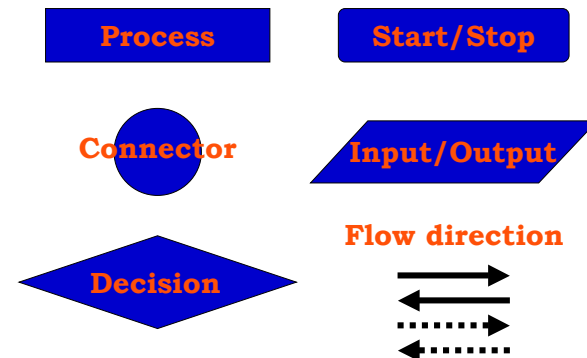 Process
Start/Stop
Connector
Input/Output
Flow direction
Decision